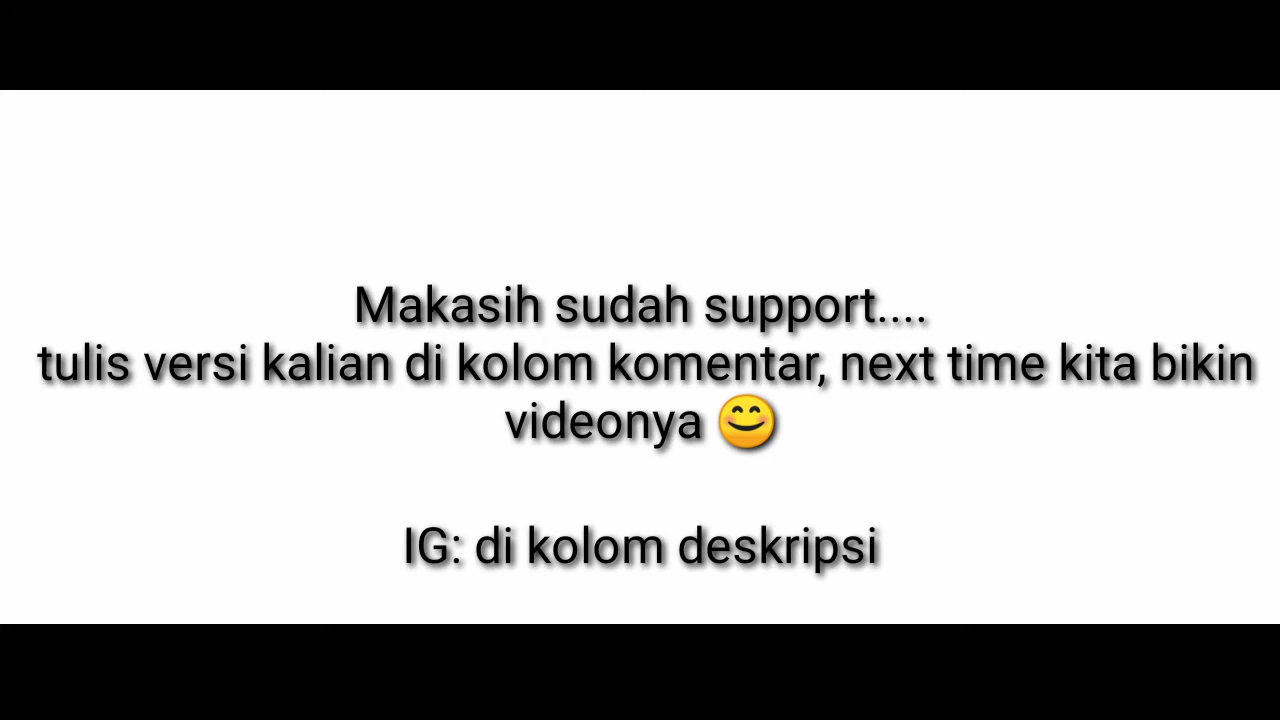 Makasih sudah support....
tulis versi kalian di kolom komentar, next time kita bikin
videonya 😊
IG: di kolom deskripsi